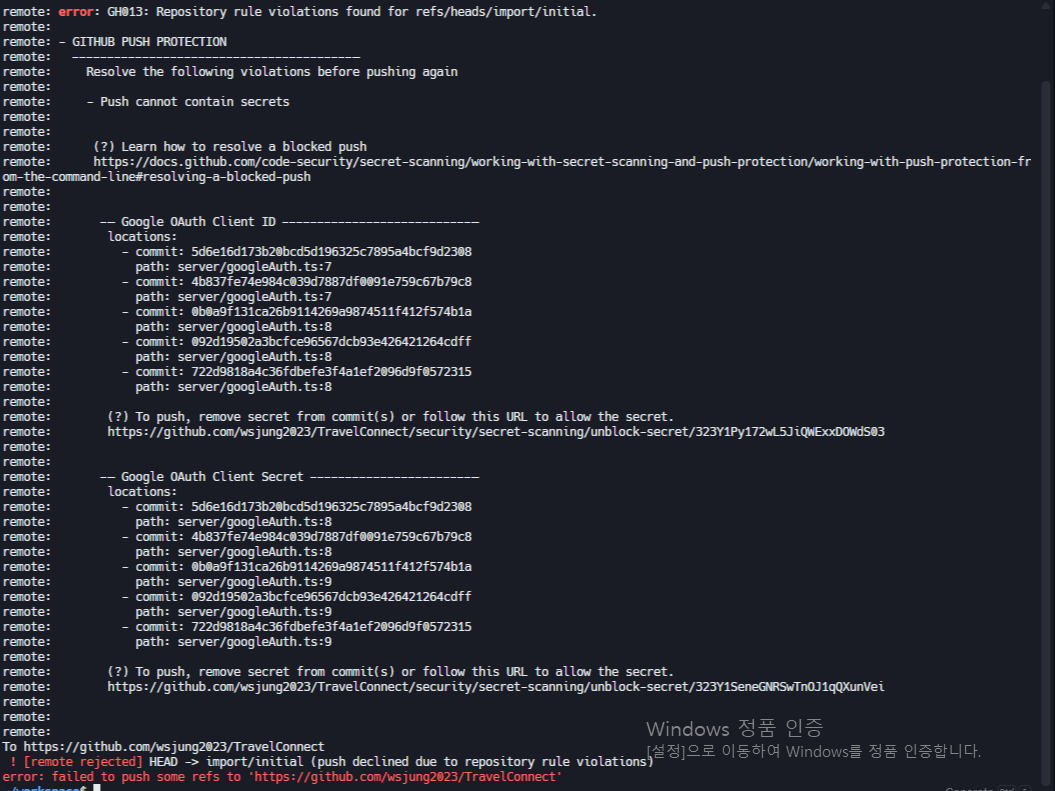 remote: error: GH013: Repository rule violations found for refs/heads/import/initial.
remote:
remote: - GITHUB PUSH PROTECTION
remote:   —————————————————————————————————————————
remote:     Resolve the following violations before pushing again
remote:
remote:     - Push cannot contain secrets
remote:
remote:
remote:      (?) Learn how to resolve a blocked push
remote:      https://docs.github.com/code-security/secret-scanning/working-with-secret-scanning-and-push-protection/working-with-push-protection-fr
om-the-command-line#resolving-a-blocked-push
remote:
remote:
remote:       —— Google OAuth Client ID ————————————————————————————
remote:        locations:
remote:          - commit: 5d6e16d173b20bcd5d196325c7895a4bcf9d2308
remote:            path: server/googleAuth.ts:7
remote:          - commit: 4b837fe74e984c039d7887df0091e759c67b79c8
remote:            path: server/googleAuth.ts:7
remote:          - commit: 0b0a9f131ca26b9114269a9874511f412f574b1a
remote:            path: server/googleAuth.ts:8
remote:          - commit: 092d19502a3bcfce96567dcb93e426421264cdff
remote:            path: server/googleAuth.ts:8
remote:          - commit: 722d9818a4c36fdbefe3f4a1ef2096d9f0572315
remote:            path: server/googleAuth.ts:8
remote:
remote:        (?) To push, remove secret from commit(s) or follow this URL to allow the secret.
remote:        https://github.com/wsjung2023/TravelConnect/security/secret-scanning/unblock-secret/323Y1Py172wL5JiQWExxDOWdS03
remote:
remote:
remote:       —— Google OAuth Client Secret ————————————————————————
remote:        locations:
remote:          - commit: 5d6e16d173b20bcd5d196325c7895a4bcf9d2308
remote:            path: server/googleAuth.ts:8
remote:          - commit: 4b837fe74e984c039d7887df0091e759c67b79c8
remote:            path: server/googleAuth.ts:8
remote:          - commit: 0b0a9f131ca26b9114269a9874511f412f574b1a
remote:            path: server/googleAuth.ts:9
remote:          - commit: 092d19502a3bcfce96567dcb93e426421264cdff
remote:            path: server/googleAuth.ts:9
remote:          - commit: 722d9818a4c36fdbefe3f4a1ef2096d9f0572315
remote:            path: server/googleAuth.ts:9
remote:
remote:        (?) To push, remove secret from commit(s) or follow this URL to allow the secret.
remote:        https://github.com/wsjung2023/TravelConnect/security/secret-scanning/unblock-secret/323Y1SeneGNRSwTnOJ1qQXunVei
remote:
remote:
remote:
Windows 정품 인증
To https://github.com/wsjung2023/TravelConnect
[설정]으로 이동하여 Windows를 정품 인증합니다.
 ! [remote rejected] HEAD -> import/initial (push declined due to repository rule violations)
error: failed to push some refs to 'https://github.com/wsjung2023/TravelConnect'